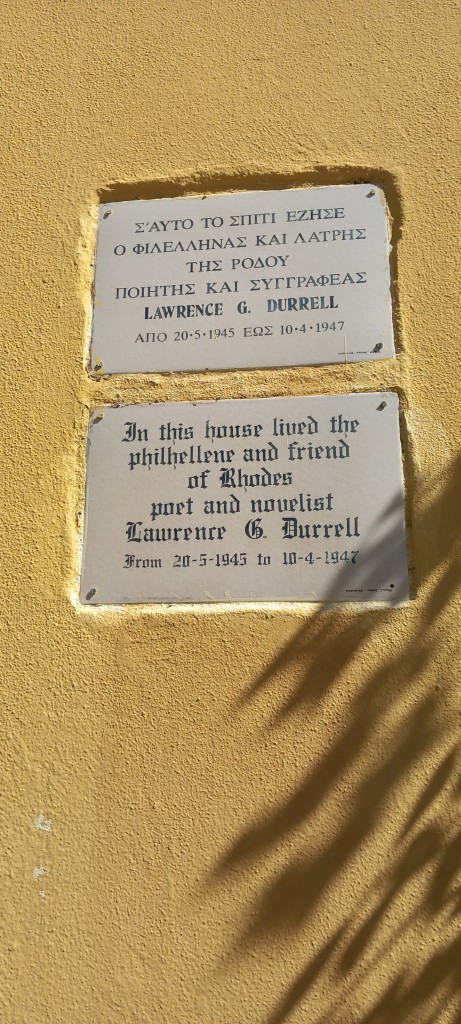 Σ'ΑΥΤΟ ΤΟ ΣΠΙΤΙ ΕΖΗΣΕ
Ο ΦΙΛΕΛΛΗΝΑΣ ΚΑΙ ΛΑΤΡΗΣ
ΤΗΣ ΡΟΔΟΥ
ΠΟΙΗΤΗΣ ΚΑΙ ΣΥΓΓΡΑΦΕΑΣ
LAWRENCE G. DURRELL
ΑΠΟ 20·5·1945 ΕΩΣ 10·4·1947
In this house lived the
philhellene and friend
of Rhodes
poet and novelist
Lawrence G. Durrell
From 20-5-1945 to 10-4-1947